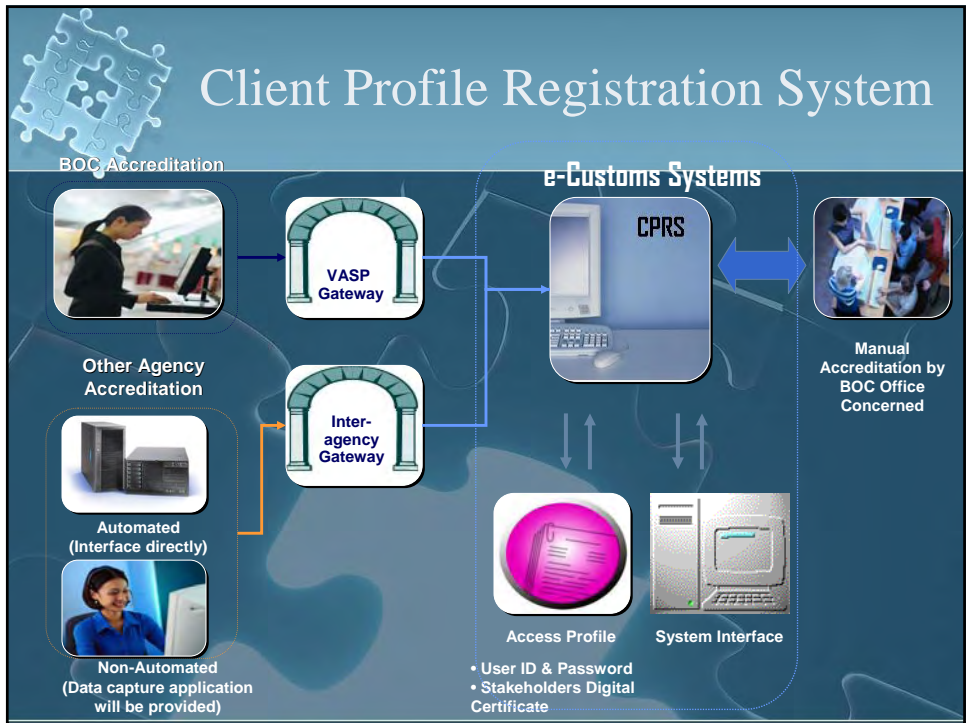 Client Profile Registration System
BOC Accreditation
e-Customs Systems
CPRS
VASP
Gateway
Manual
Accreditation by
BOC Office
Concerned
Other Agency
Accreditation
Inter-
agency
Gateway
Automated
(Interface directly)
Non-Automated
(Data capture application
will be provided)
Access Profile
• User ID & Password
• Stakeholders Digital
Certificate
System Interface